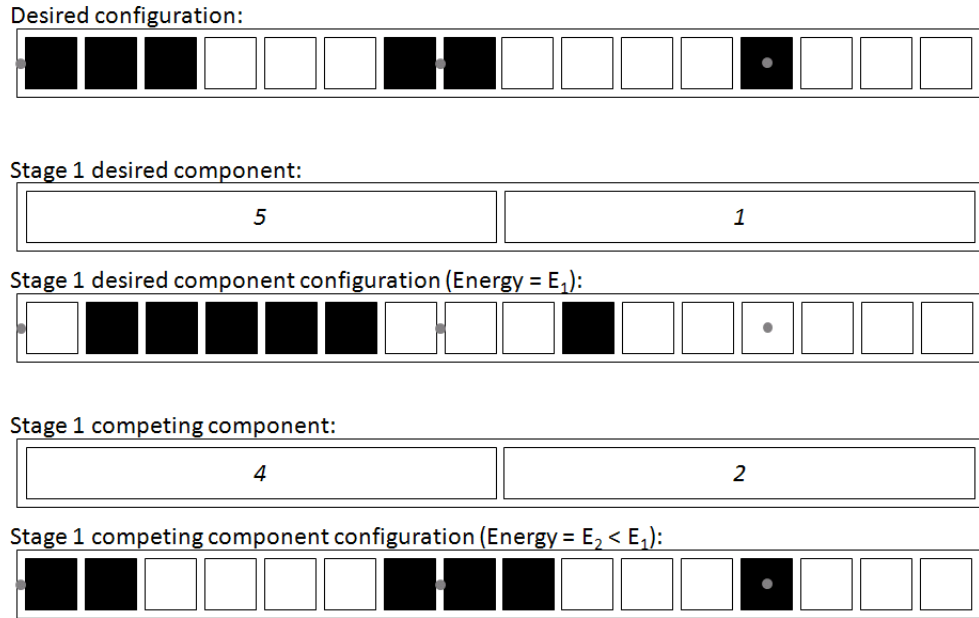 Desired configuration:
Stage 1 desired component:
5 1
Stage 1 desired component configuration (Energy = E₁):
Stage 1 competing component:
4 2
Stage 1 competing component configuration (Energy = E₂ < E₁):